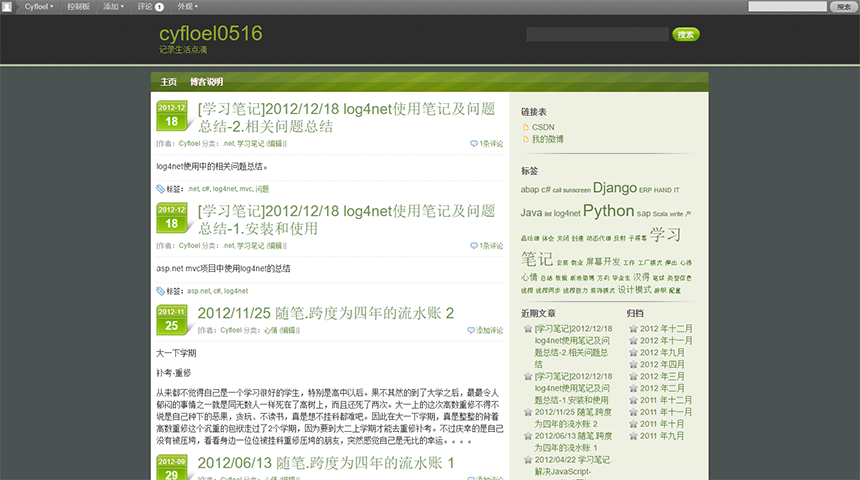 Cyfloel 控制板 添加 评论 1 外观 搜索
cyfloel0516
记录生活点滴
搜索
主页 博客说明
2012-12
18
[学习笔记]2012/12/18 log4net使用笔记及问题
总结-2.相关问题总结
[作者：Cyfloel 分类：.net, 学习笔记 (编辑)]
1条评论
log4net使用中的相关问题总结。
标签：.net, c#, log4net, mvc, 问题
2012-12
18
[学习笔记]2012/12/18 log4net使用笔记及问题
总结-1.安装和使用
[作者：Cyfloel 分类：.net, 学习笔记 (编辑)]
1条评论
asp.net mvc项目中使用log4net的总结
标签：asp.net, c#, log4net
2012-11
25
2012/11/25 随笔.跨度为四年的流水账 2
[作者：Cyfloel 分类：心情 (编辑)]
添加评论
大一下学期
补考-重修
从来都不觉得自己是一个学习很好的学生，特别是高中以后。果不其然的到了大学之后，最最令人
郁闷的事情之一就是同无数人一样死在了高树上，而且还死了两次。大一上的这次高数重修不得不
说是自己种下的恶果，贪玩、不读书，真是想不挂科都难吧。因此在大一下学期，真是整整的背着
高数重修这个沉重的包袱走过了2个学期，因为要到大二上学期才能去重修补考。不过庆幸的是自己
没有被压垮，看看身边一位位被挂科重修压垮的朋友，突然感觉自己是无比的幸运。。。。
2012-09
29
2012/06/13 随笔.跨度为四年的流水账 1
[作者：Cyfloel 分类：心情 (编辑)]
添加评论
链接表
CSDN
我的微博
标签
abap c# call sunscreen Django ERP HAND IT
Java list log4net Python sap Scala write 产
品经理 体会 关闭 创建 动态代理 反射 子屏幕 学习
笔记 安装 就业 屏幕开发 工作 工厂模式 弹出 心得
心情 总结 数据 新浪微博 方向 毕业生 汉得 笔试 类型信息
线程 线程同步 线程协力 装饰模式 设计模式 辞职 配置
近期文章
[学习笔记]2012/12/18
log4net使用笔记及问
题总结-2.相关问题总
结
[学习笔记]2012/12/18
log4net使用笔记及问
题总结-1.安装和使用
2012/11/25 随笔.跨度
为四年的流水账 2
2012/06/13 随笔.跨度
为四年的流水账 1
2012/04/22 学习笔记.
解决JavaScript-
归档
2012 年十二月
2012 年十一月
2012 年九月
2012 年四月
2012 年三月
2012 年二月
2011 年十二月
2011 年十一月
2011 年十月
2011 年九月